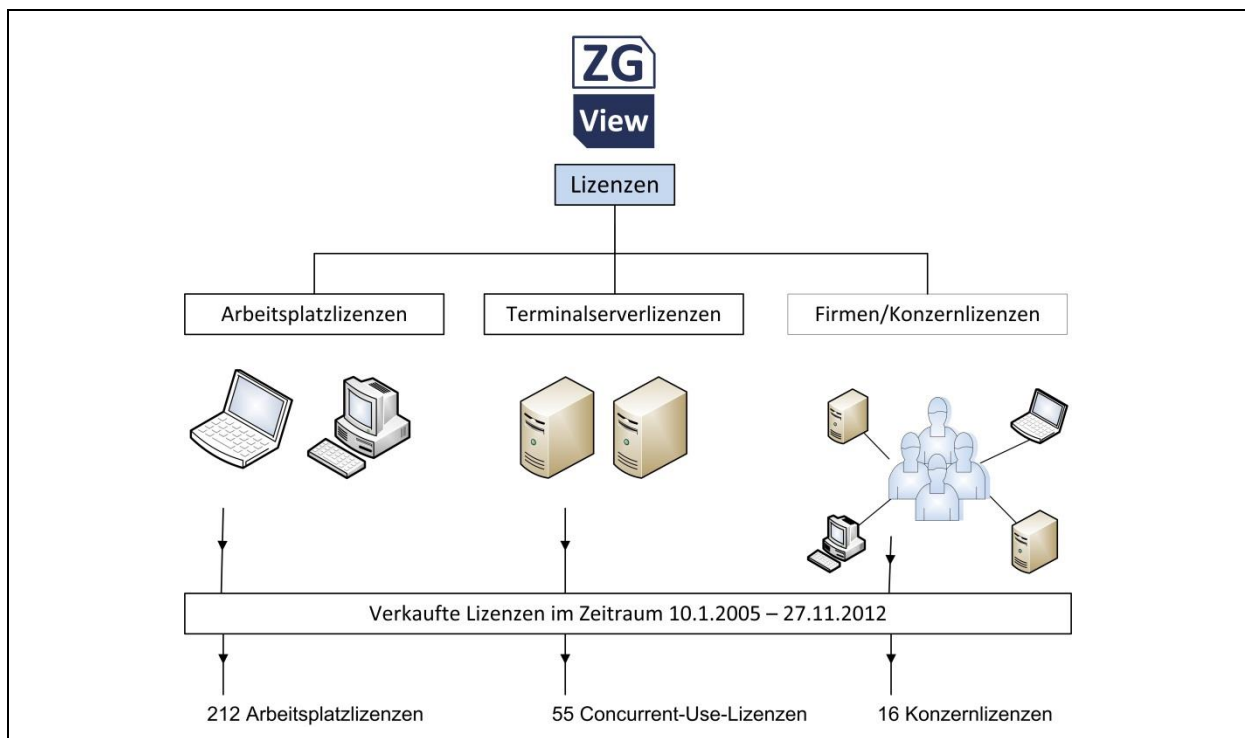 ZG
View
Lizenzen
Arbeitsplatzlizenzen
Terminalserverlizenzen
Firmen/Konzernlizenzen
Verkaufte Lizenzen im Zeitraum 10.1.2005 – 27.11.2012
212 Arbeitsplatzlizenzen
55 Concurrent-Use-Lizenzen
16 Konzernlizenzen